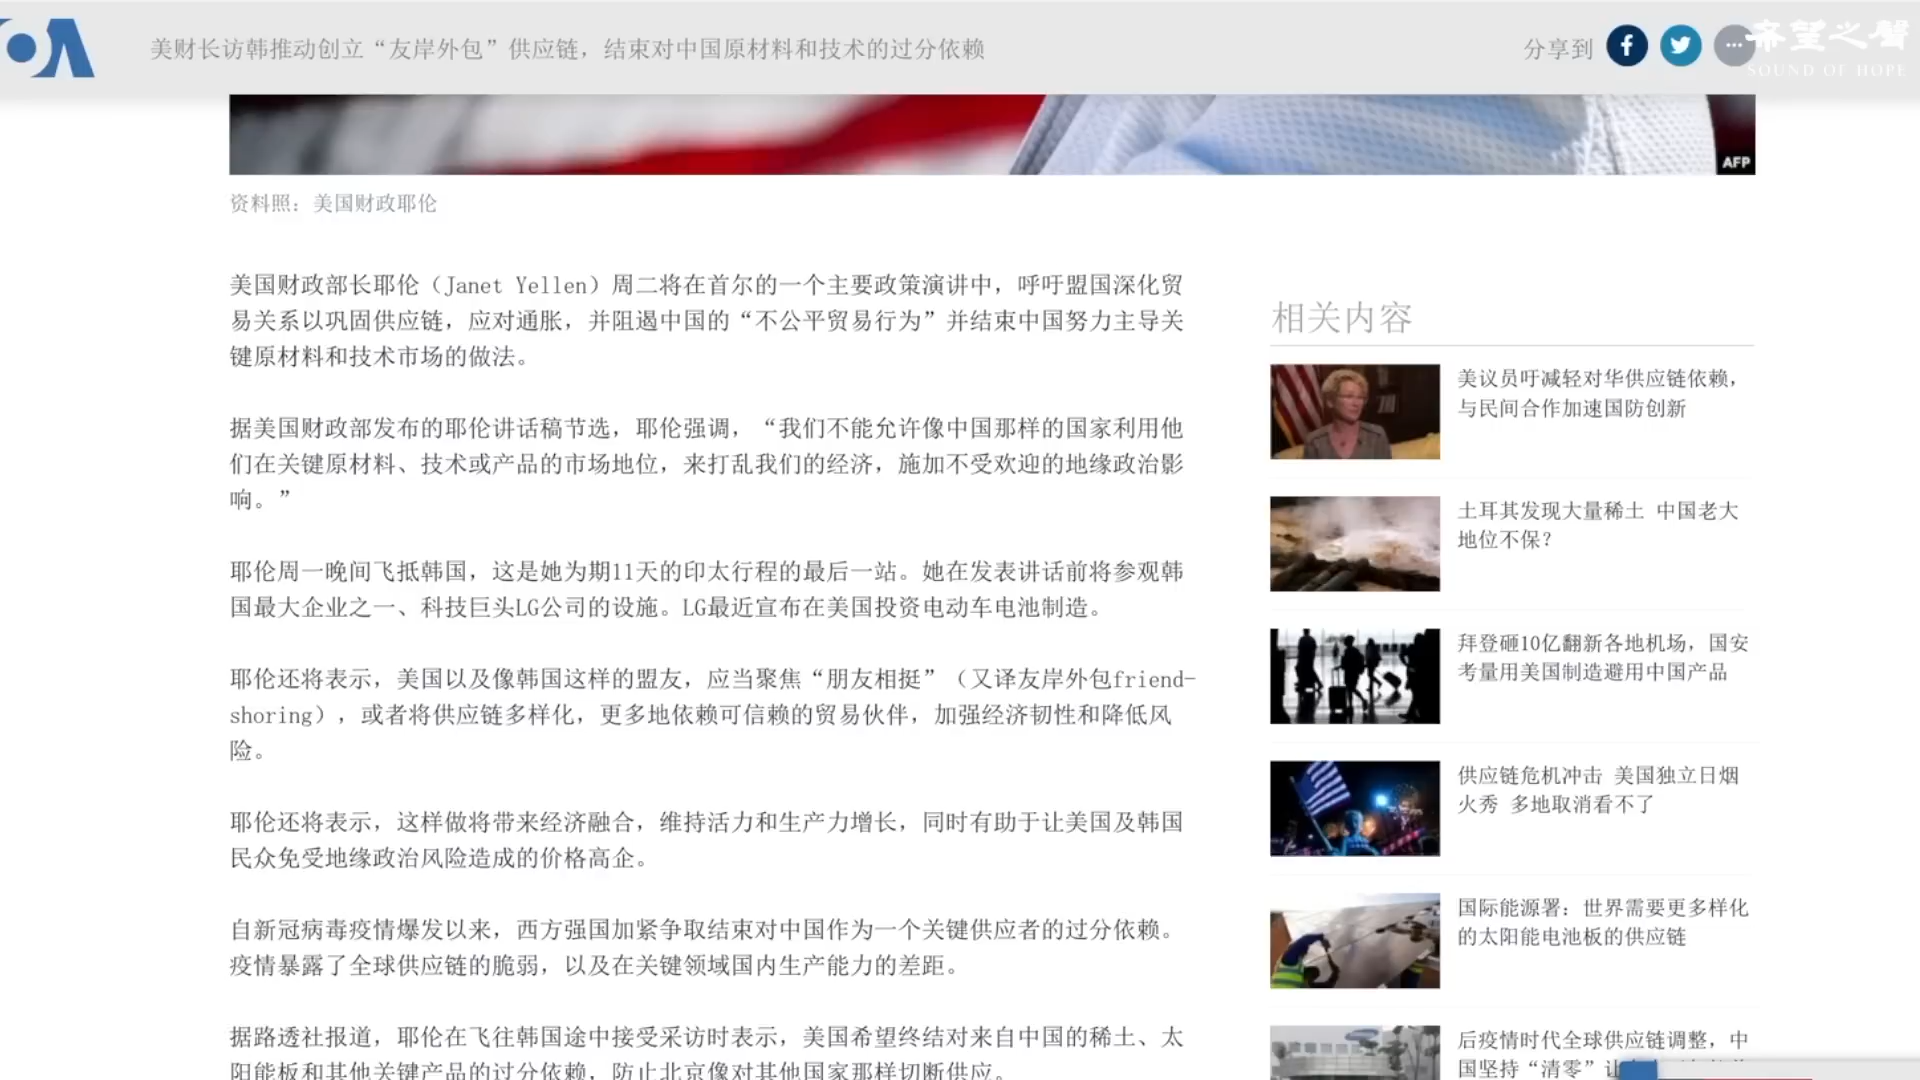 美财长访韩推动创立“友岸外包”供应链，结束对中国原材料和技术的过分依赖
分享到
希望之聲
SOUND OF HOPE
AFP
资料照：美国财政耶伦
美国财政部长耶伦（Janet Yellen）周二将在首尔的一个主要政策演讲中，呼吁盟国深化贸
易关系以巩固供应链，应对通胀，并阻遏中国的“不公平贸易行为”并结束中国努力主导关
键原材料和技术市场的做法。
据美国财政部发布的耶伦讲话稿节选，耶伦强调，“我们不能允许像中国那样的国家利用他
们在关键原材料、技术或产品的市场地位，来打乱我们的经济，施加不受欢迎的地缘政治影
响。”
耶伦周一晚间飞抵韩国，这是她为期11天的印太行程的最后一站。她在发表讲话前将参观韩
国最大企业之一、科技巨头LG公司的设施。LG最近宣布在美国投资电动车电池制造。
耶伦还将表示，美国以及像韩国这样的盟友，应当聚焦“朋友相挺”（又译友岸外包friend-
shoring），或者将供应链多样化，更多地依赖可信赖的贸易伙伴，加强经济韧性和降低风
险。
耶伦还将表示，这样做将带来经济融合，维持活力和生产力增长，同时有助于让美国及韩国
民众免受地缘政治风险造成的价格高企。
自新冠病毒疫情爆发以来，西方强国加紧争取结束对中国作为一个关键供应者的过分依赖。
疫情暴露了全球供应链的脆弱，以及在关键领域国内生产能力的差距。
据路透社报道，耶伦在飞往韩国途中接受采访时表示，美国希望终结对来自中国的稀土、太
阳能板和其他关键产品的过分依赖，防止北京像对其他国家那样切断供应。
相关内容
美议员吁减轻对华供应链依赖，
与民间合作加速国防创新
土耳其发现大量稀土 中国老大
地位不保？
拜登砸10亿翻新各地机场，国安
考量用美国制造避用中国产品
供应链危机冲击 美国独立日烟
火秀 多地取消看不了
国际能源署：世界需要更多样化
的太阳能电池板的供应链
后疫情时代全球供应链调整，中
国坚持“清零”让